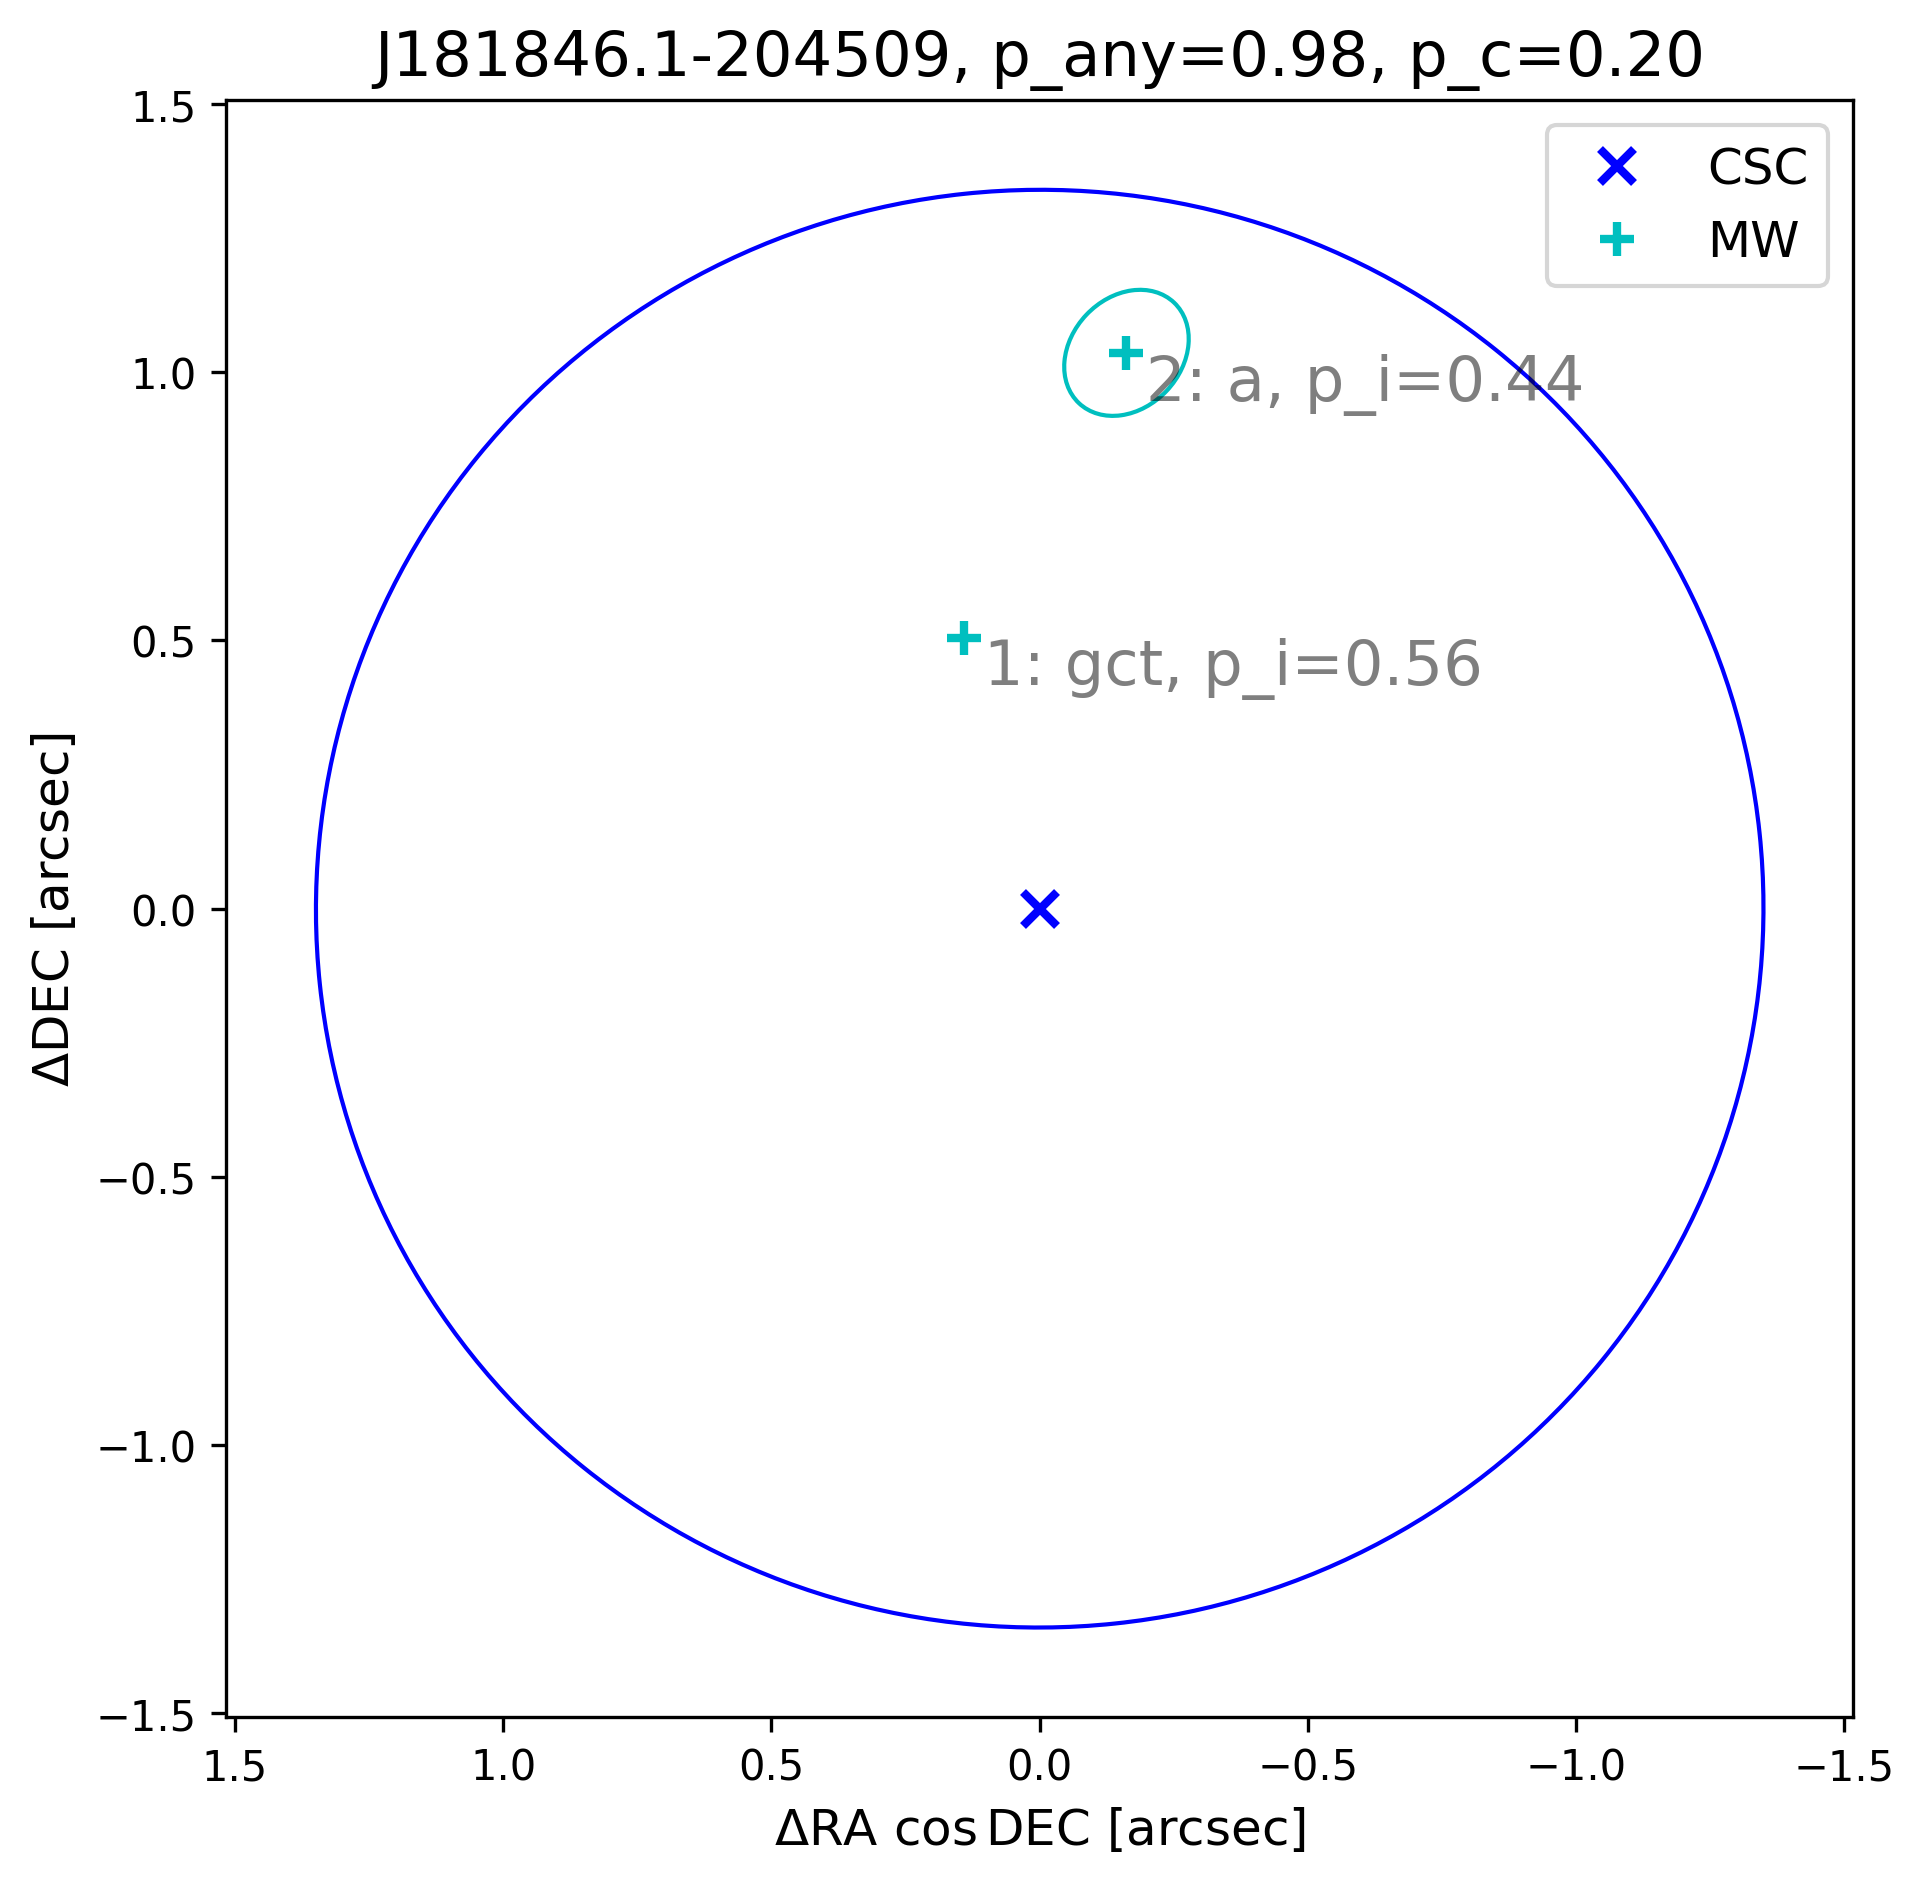 J181846.1-204509, p_any=0.98, p_c=0.20
CSC
MW
2: a, p_i=0.44
1: gct, p_i=0.56
ΔDEC [arcsec]
1.5
1.0
0.5
0.0
−0.5
−1.0
−1.5
1.5 1.0 0.5 0.0 −0.5 −1.0 −1.5
ΔRA cos DEC [arcsec]